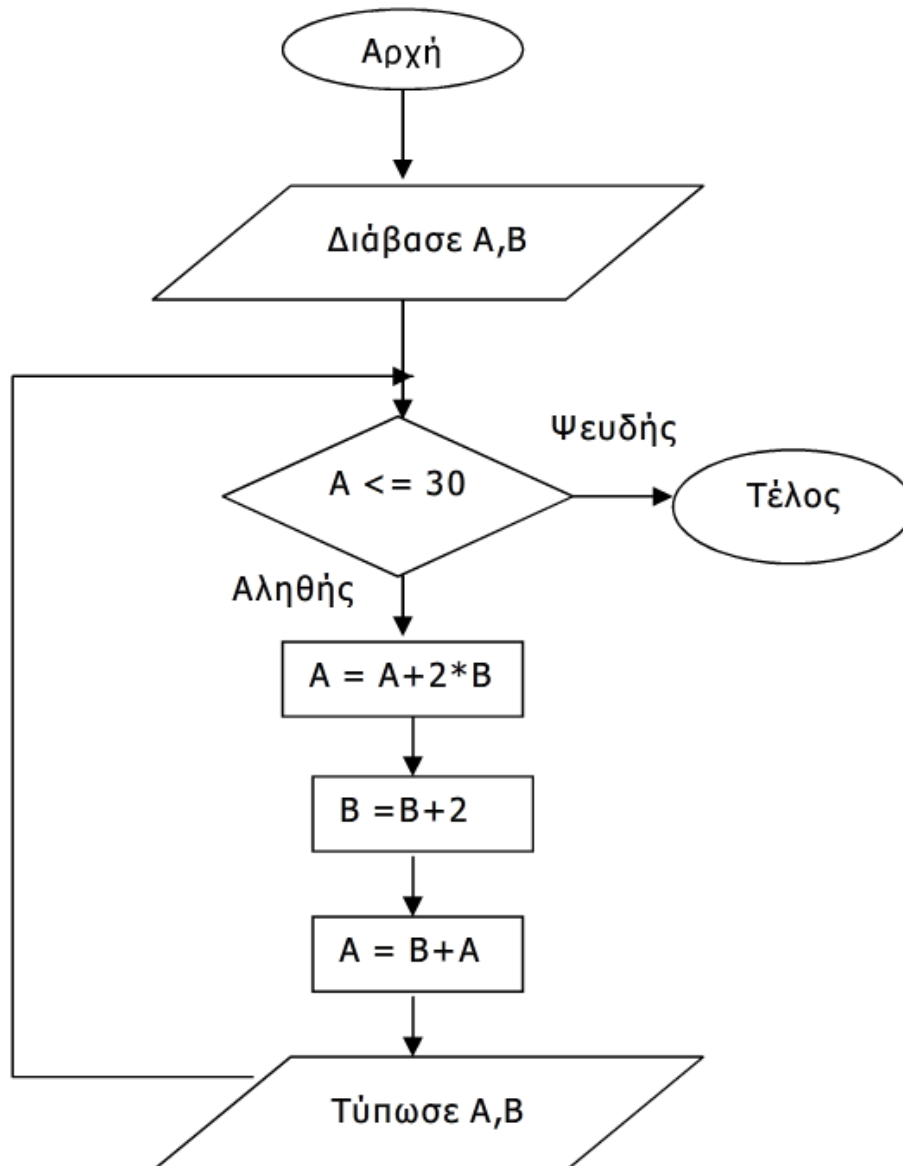 Αρχή
Διάβασε Α,Β
Α <= 30
Ψευδής
Τέλος
Αληθής
Α = Α+2*Β
Β =Β+2
Α = Β+Α
Τύπωσε Α,Β